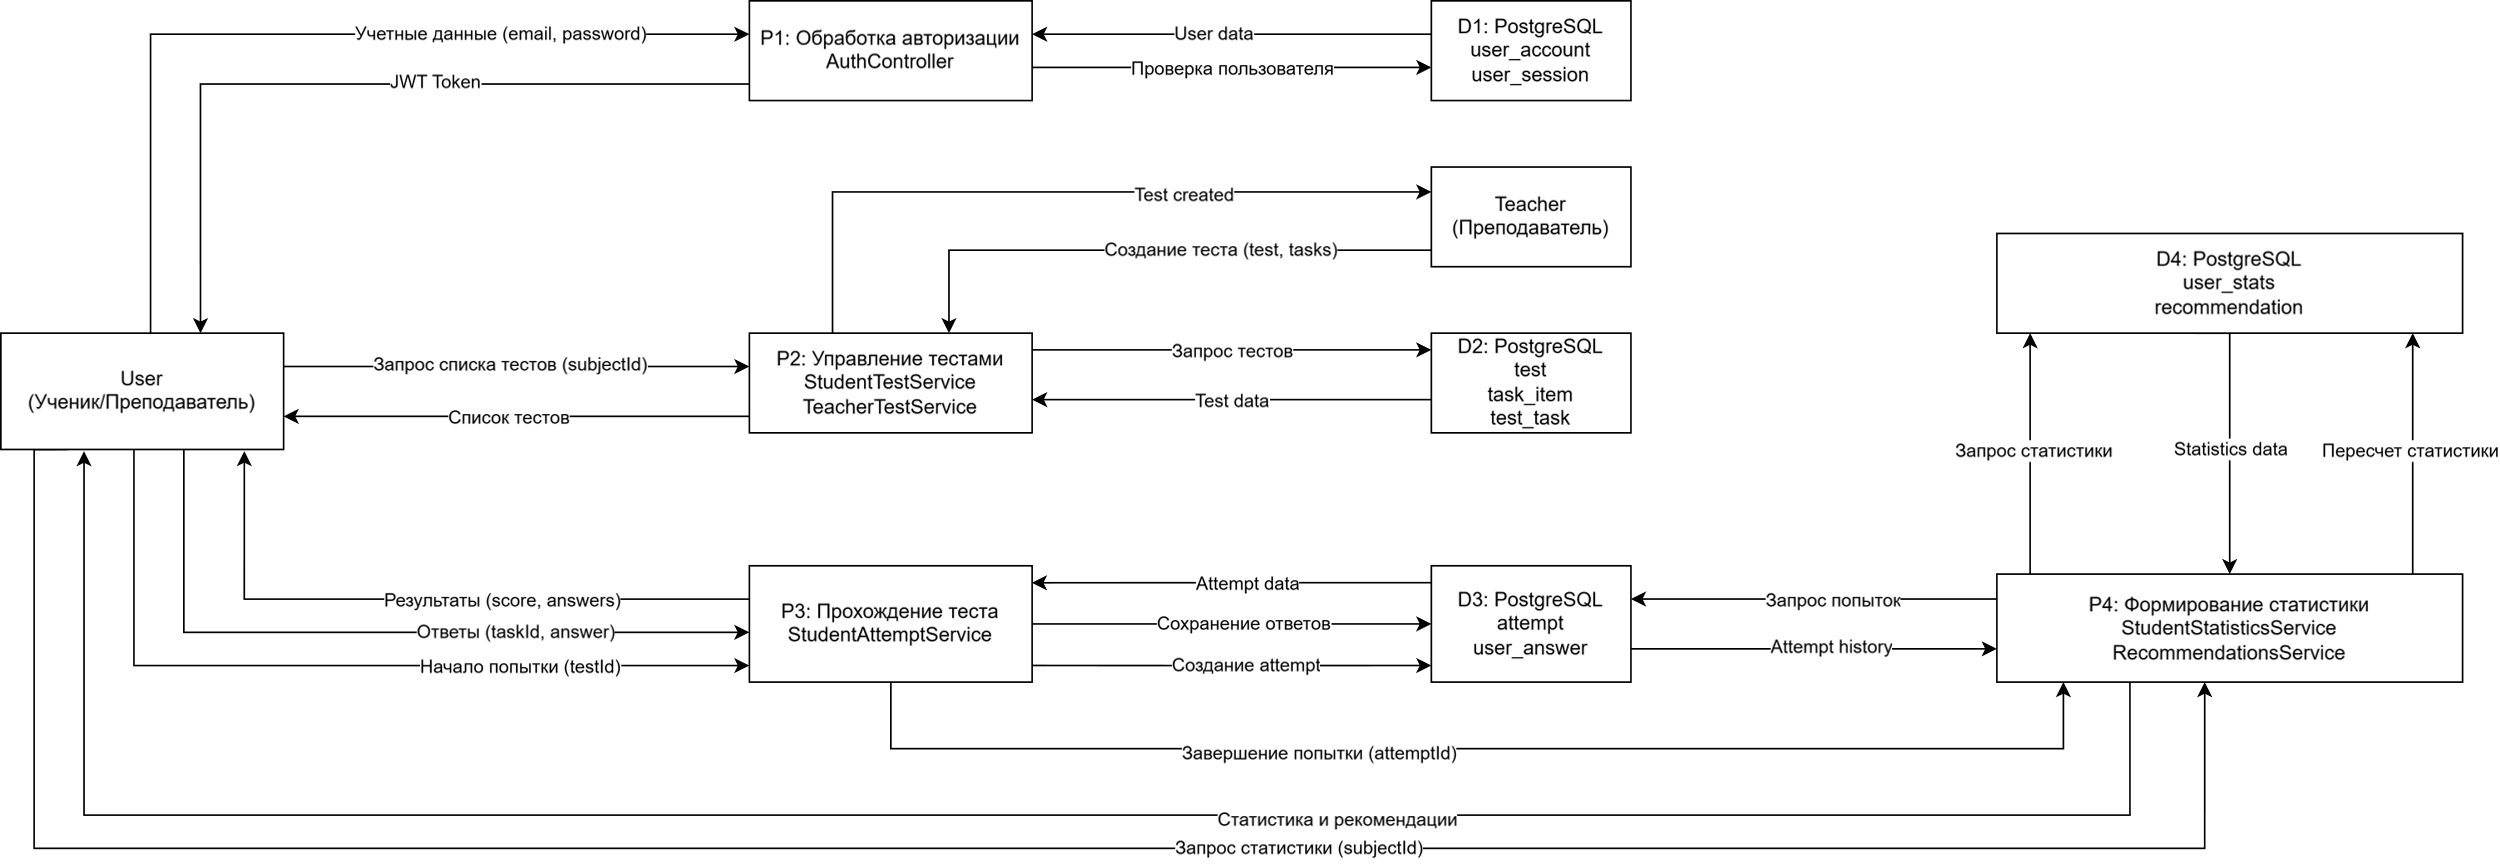 Учетные данные (email, password)
JWT Token
P1: Обработка авторизации
AuthController
User data
Проверка пользователя
D1: PostgreSQL
user_account
user_session
Test created
Создание теста (test, tasks)
Teacher
(Преподаватель)
D4: PostgreSQL
user_stats
recommendation
User
(Ученик/Преподаватель)
Запрос списка тестов (subjectId)
Список тестов
P2: Управление тестами
StudentTestService
TeacherTestService
Запрос тестов
Test data
D2: PostgreSQL
test
task_item
test_task
Запрос статистики
Statistics data
Пересчет статистики
Результаты (score, answers)
Ответы (taskId, answer)
Начало попытки (testId)
P3: Прохождение теста
StudentAttemptService
Attempt data
Сохранение ответов
Создание attempt
D3: PostgreSQL
attempt
user_answer
Запрос попыток
Attempt history
P4: Формирование статистики
StudentStatisticsService
RecommendationsService
Завершение попытки (attemptId)
Статистика и рекомендации
Запрос статистики (subjectId)